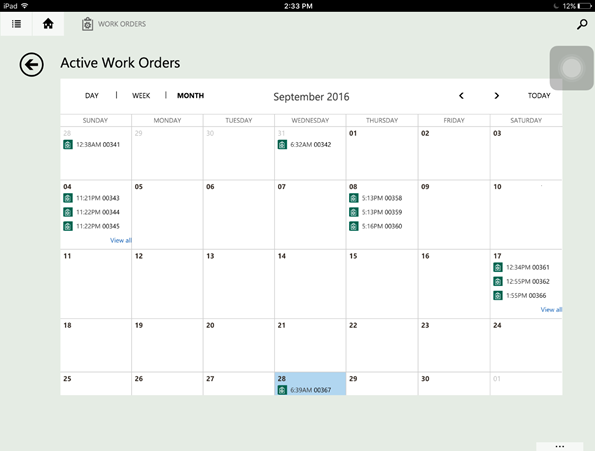 iPad 2:33 PM 12%
WORK ORDERS
Active Work Orders
DAY | WEEK | MONTH September 2016 TODAY
SUNDAY MONDAY TUESDAY WEDNESDAY THURSDAY FRIDAY SATURDAY
28 29 30 31 01 02 03
12:38AM 00341 6:32AM 00342
04 05 06 07 08 09 10
11:21PM 00343 5:13PM 00358
11:22PM 00344 5:13PM 00359
11:22PM 00345 5:16PM 00360
View all
11 12 13 14 15 16 17
12:34PM 00361
12:55PM 00362
1:55PM 00366
View all
18 19 20 21 22 23 24
25 26 27 28 29 30 01
6:39AM 00367